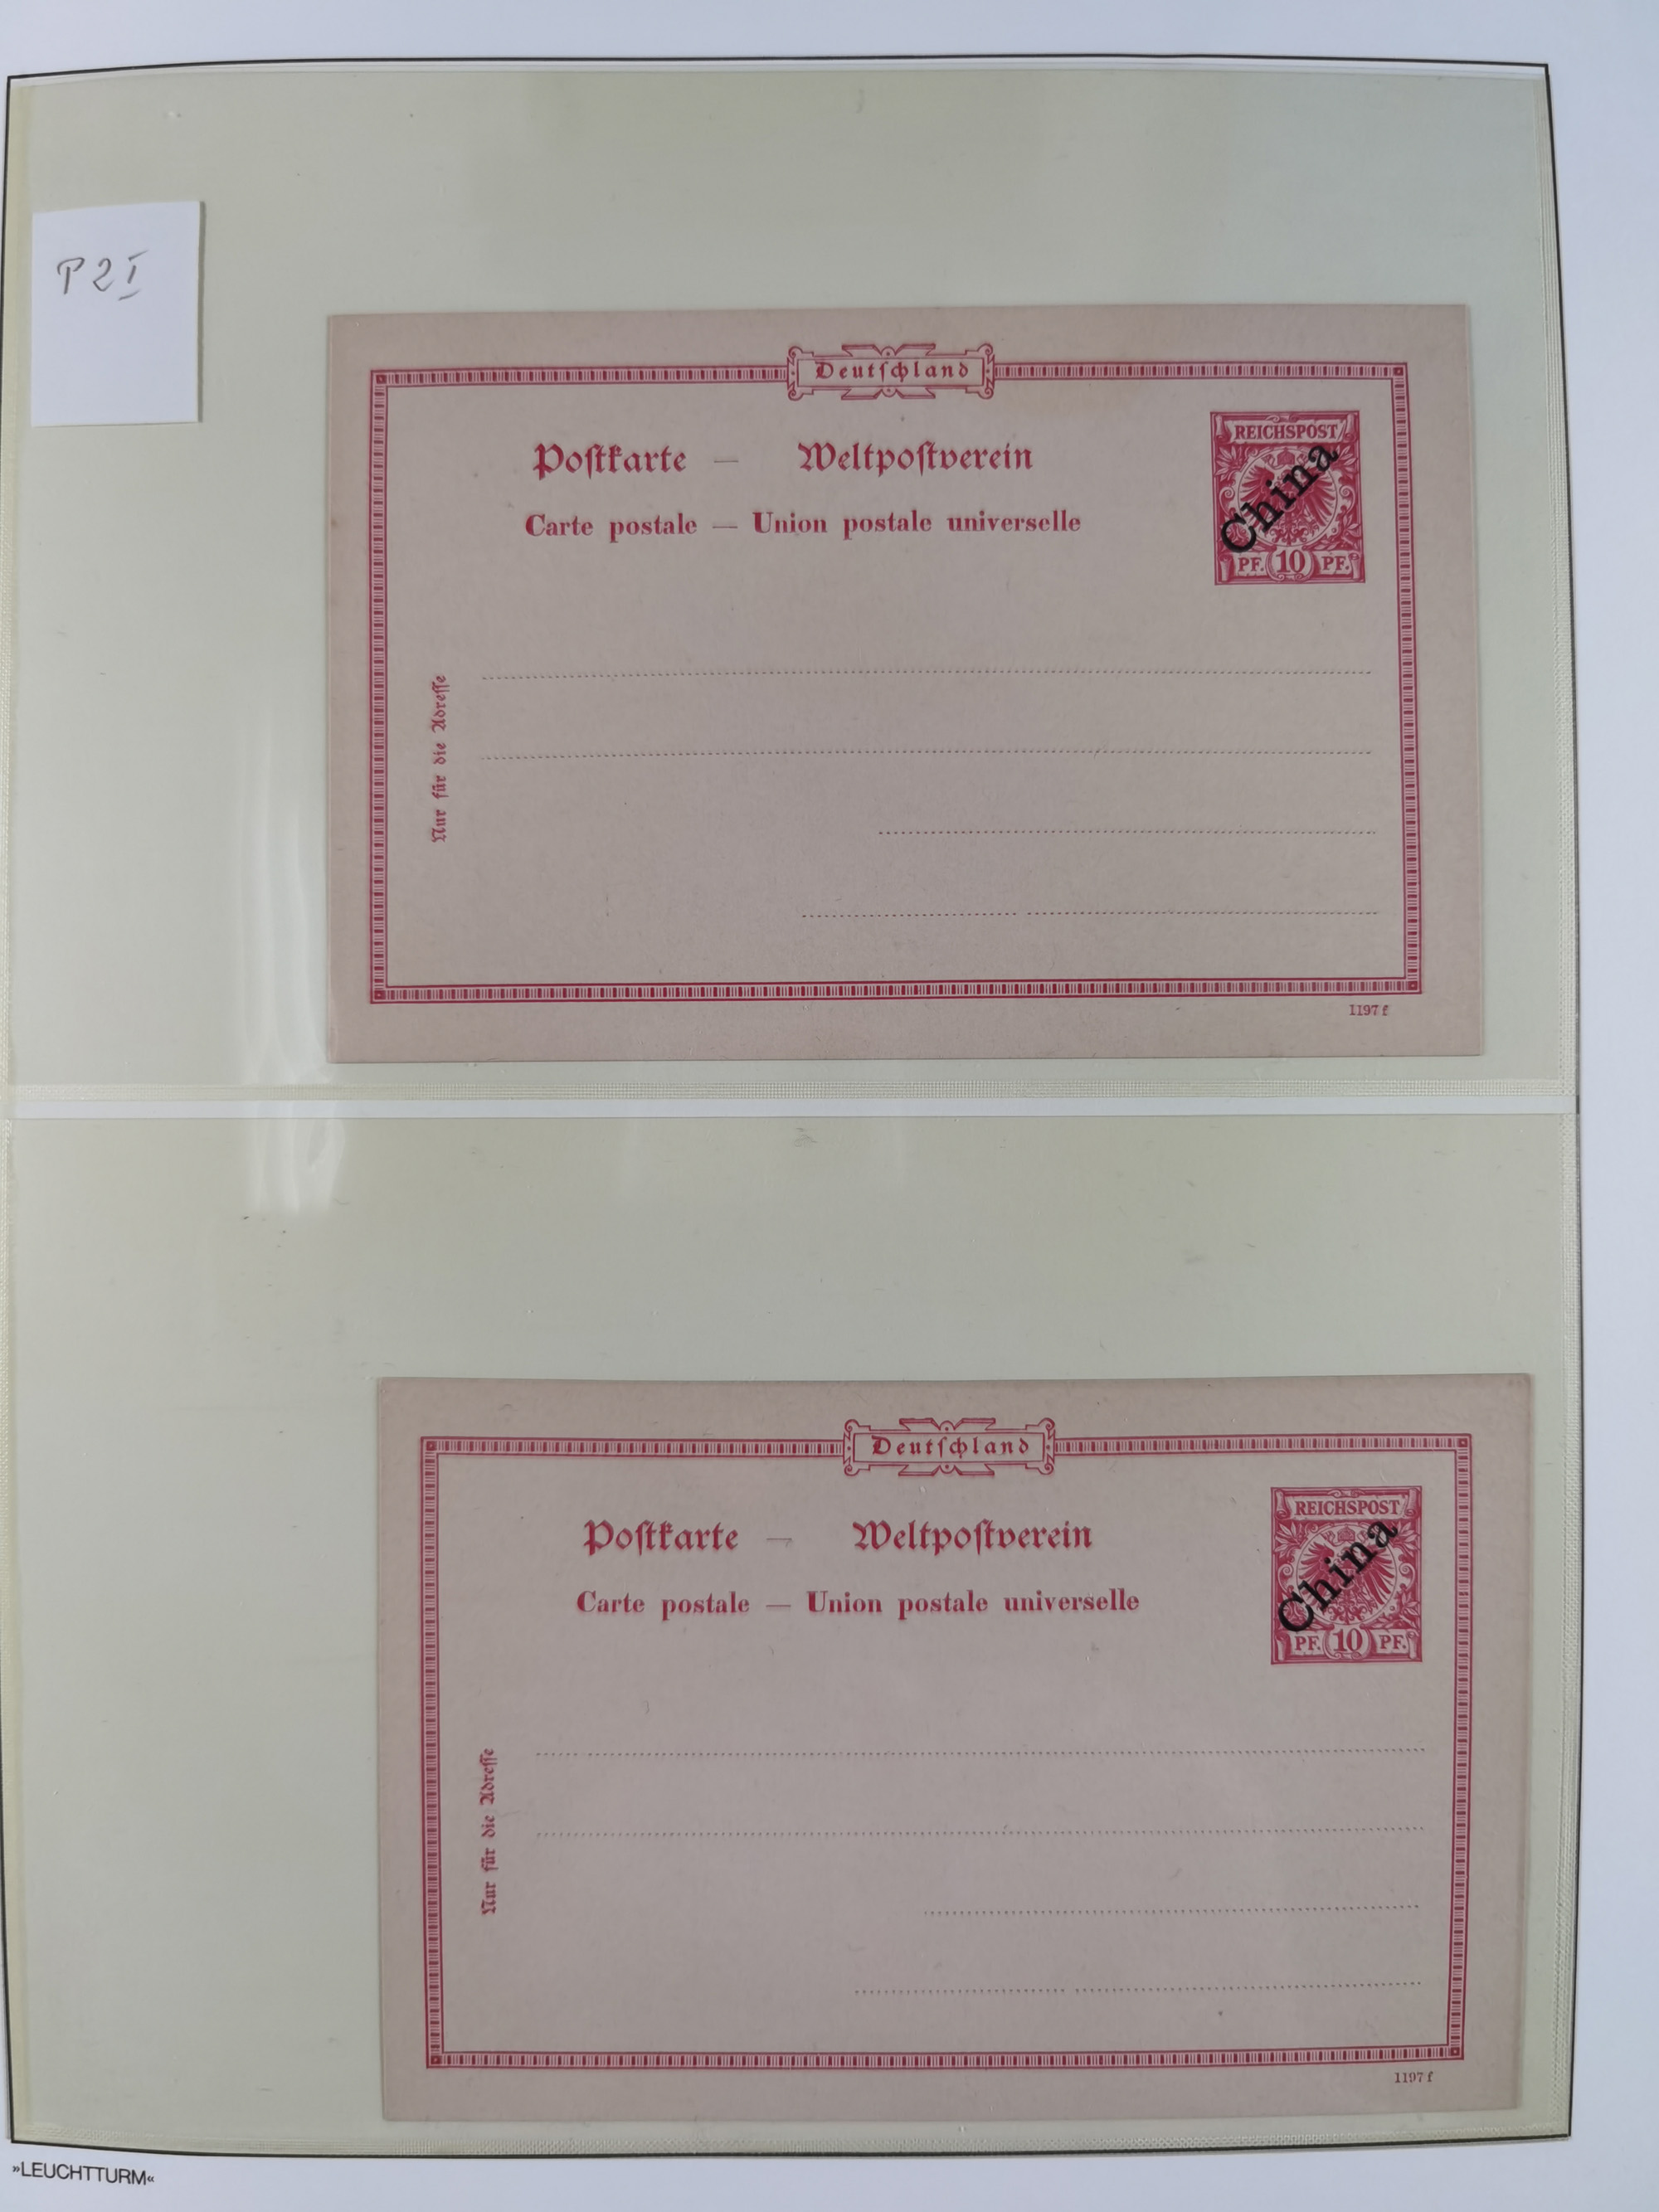 P2I
Deutſchland
Poſtkarte — Weltpoſtverein
Carte postale — Union postale universelle
REICHSPOST
China
PF. 10 PF.
Nur für die Adreſſe
1197 f
Deutſchland
Poſtkarte — Weltpoſtverein
Carte postale — Union postale universelle
REICHSPOST
China
PF. 10 PF.
Nur für die Adreſſe
1197 f
»LEUCHTTURM«